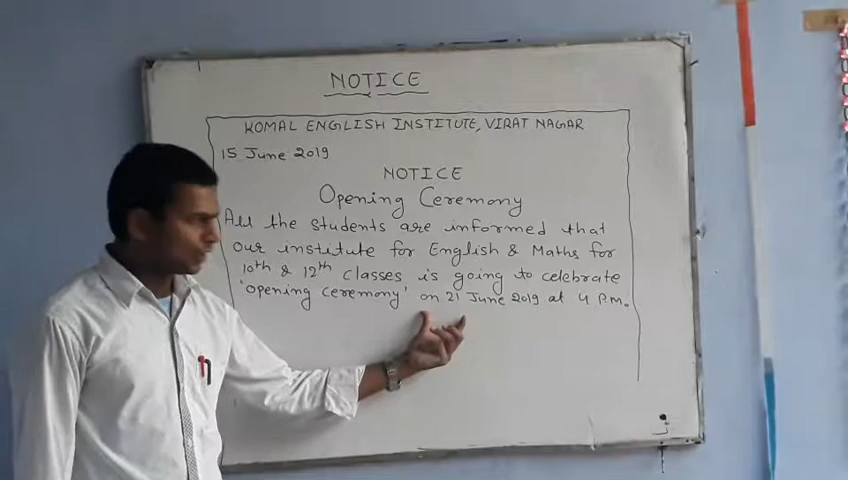 NOTICE
KOMAL ENGLISH INSTITUTE, VIRAT NAGAR
15 June 2019
NOTICE
Opening Ceremony
All the students are informed that
our institute for English & Maths for
10th & 12th classes is going to celebrate
'Opening ceremony' on 21 June 2019 at 4 P.M.